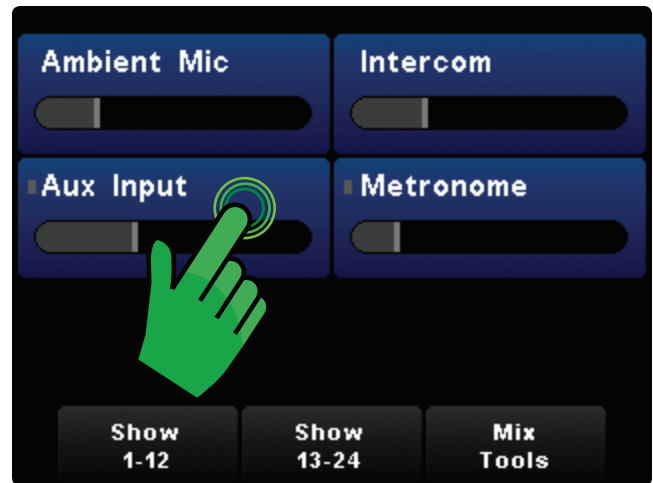 Ambient Mic
Intercom
Aux Input
Metronome
Show
1-12
Show
13-24
Mix
Tools